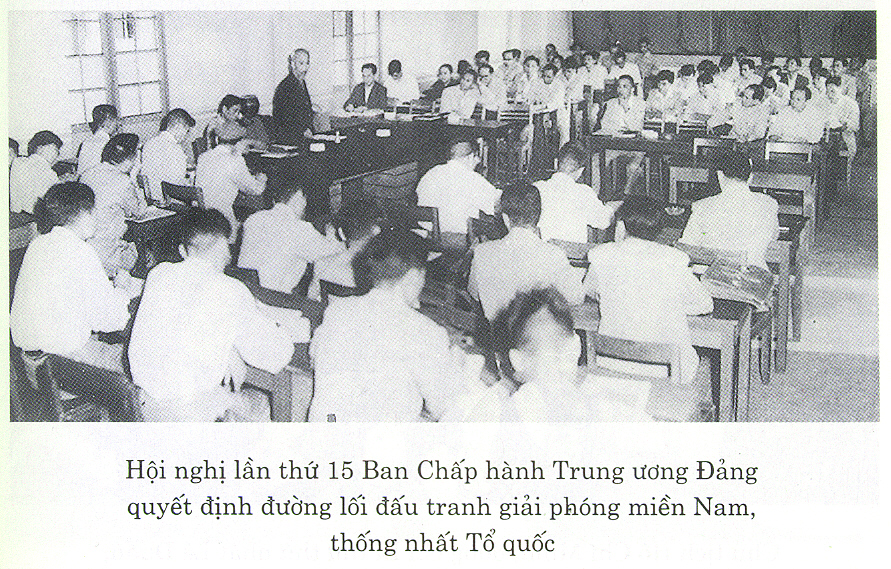 Hội nghị lần thứ 15 Ban Chấp hành Trung ương Đảng
quyết định đường lối đấu tranh giải phóng miền Nam,
thống nhất Tổ quốc